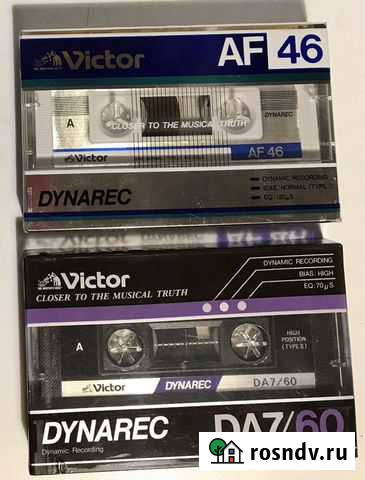 Victor
AF 46
A
CLOSER TO THE MUSICAL TRUTH
DYNAREC
Victor
AF 46
DYNAMIC RECORDING
BIAS: NORMAL (TYPE I)
EQ: 120µS
DYNAREC
Victor
CLOSER TO THE MUSICAL TRUTH
DYNAMIC RECORDING
BIAS: HIGH
EQ: 70µS
A
HIGH
POSITION
(TYPE II)
Victor
DYNAREC
DA7/60
DYNAREC
Dynamic Recording
DA7/60
rosndv.ru